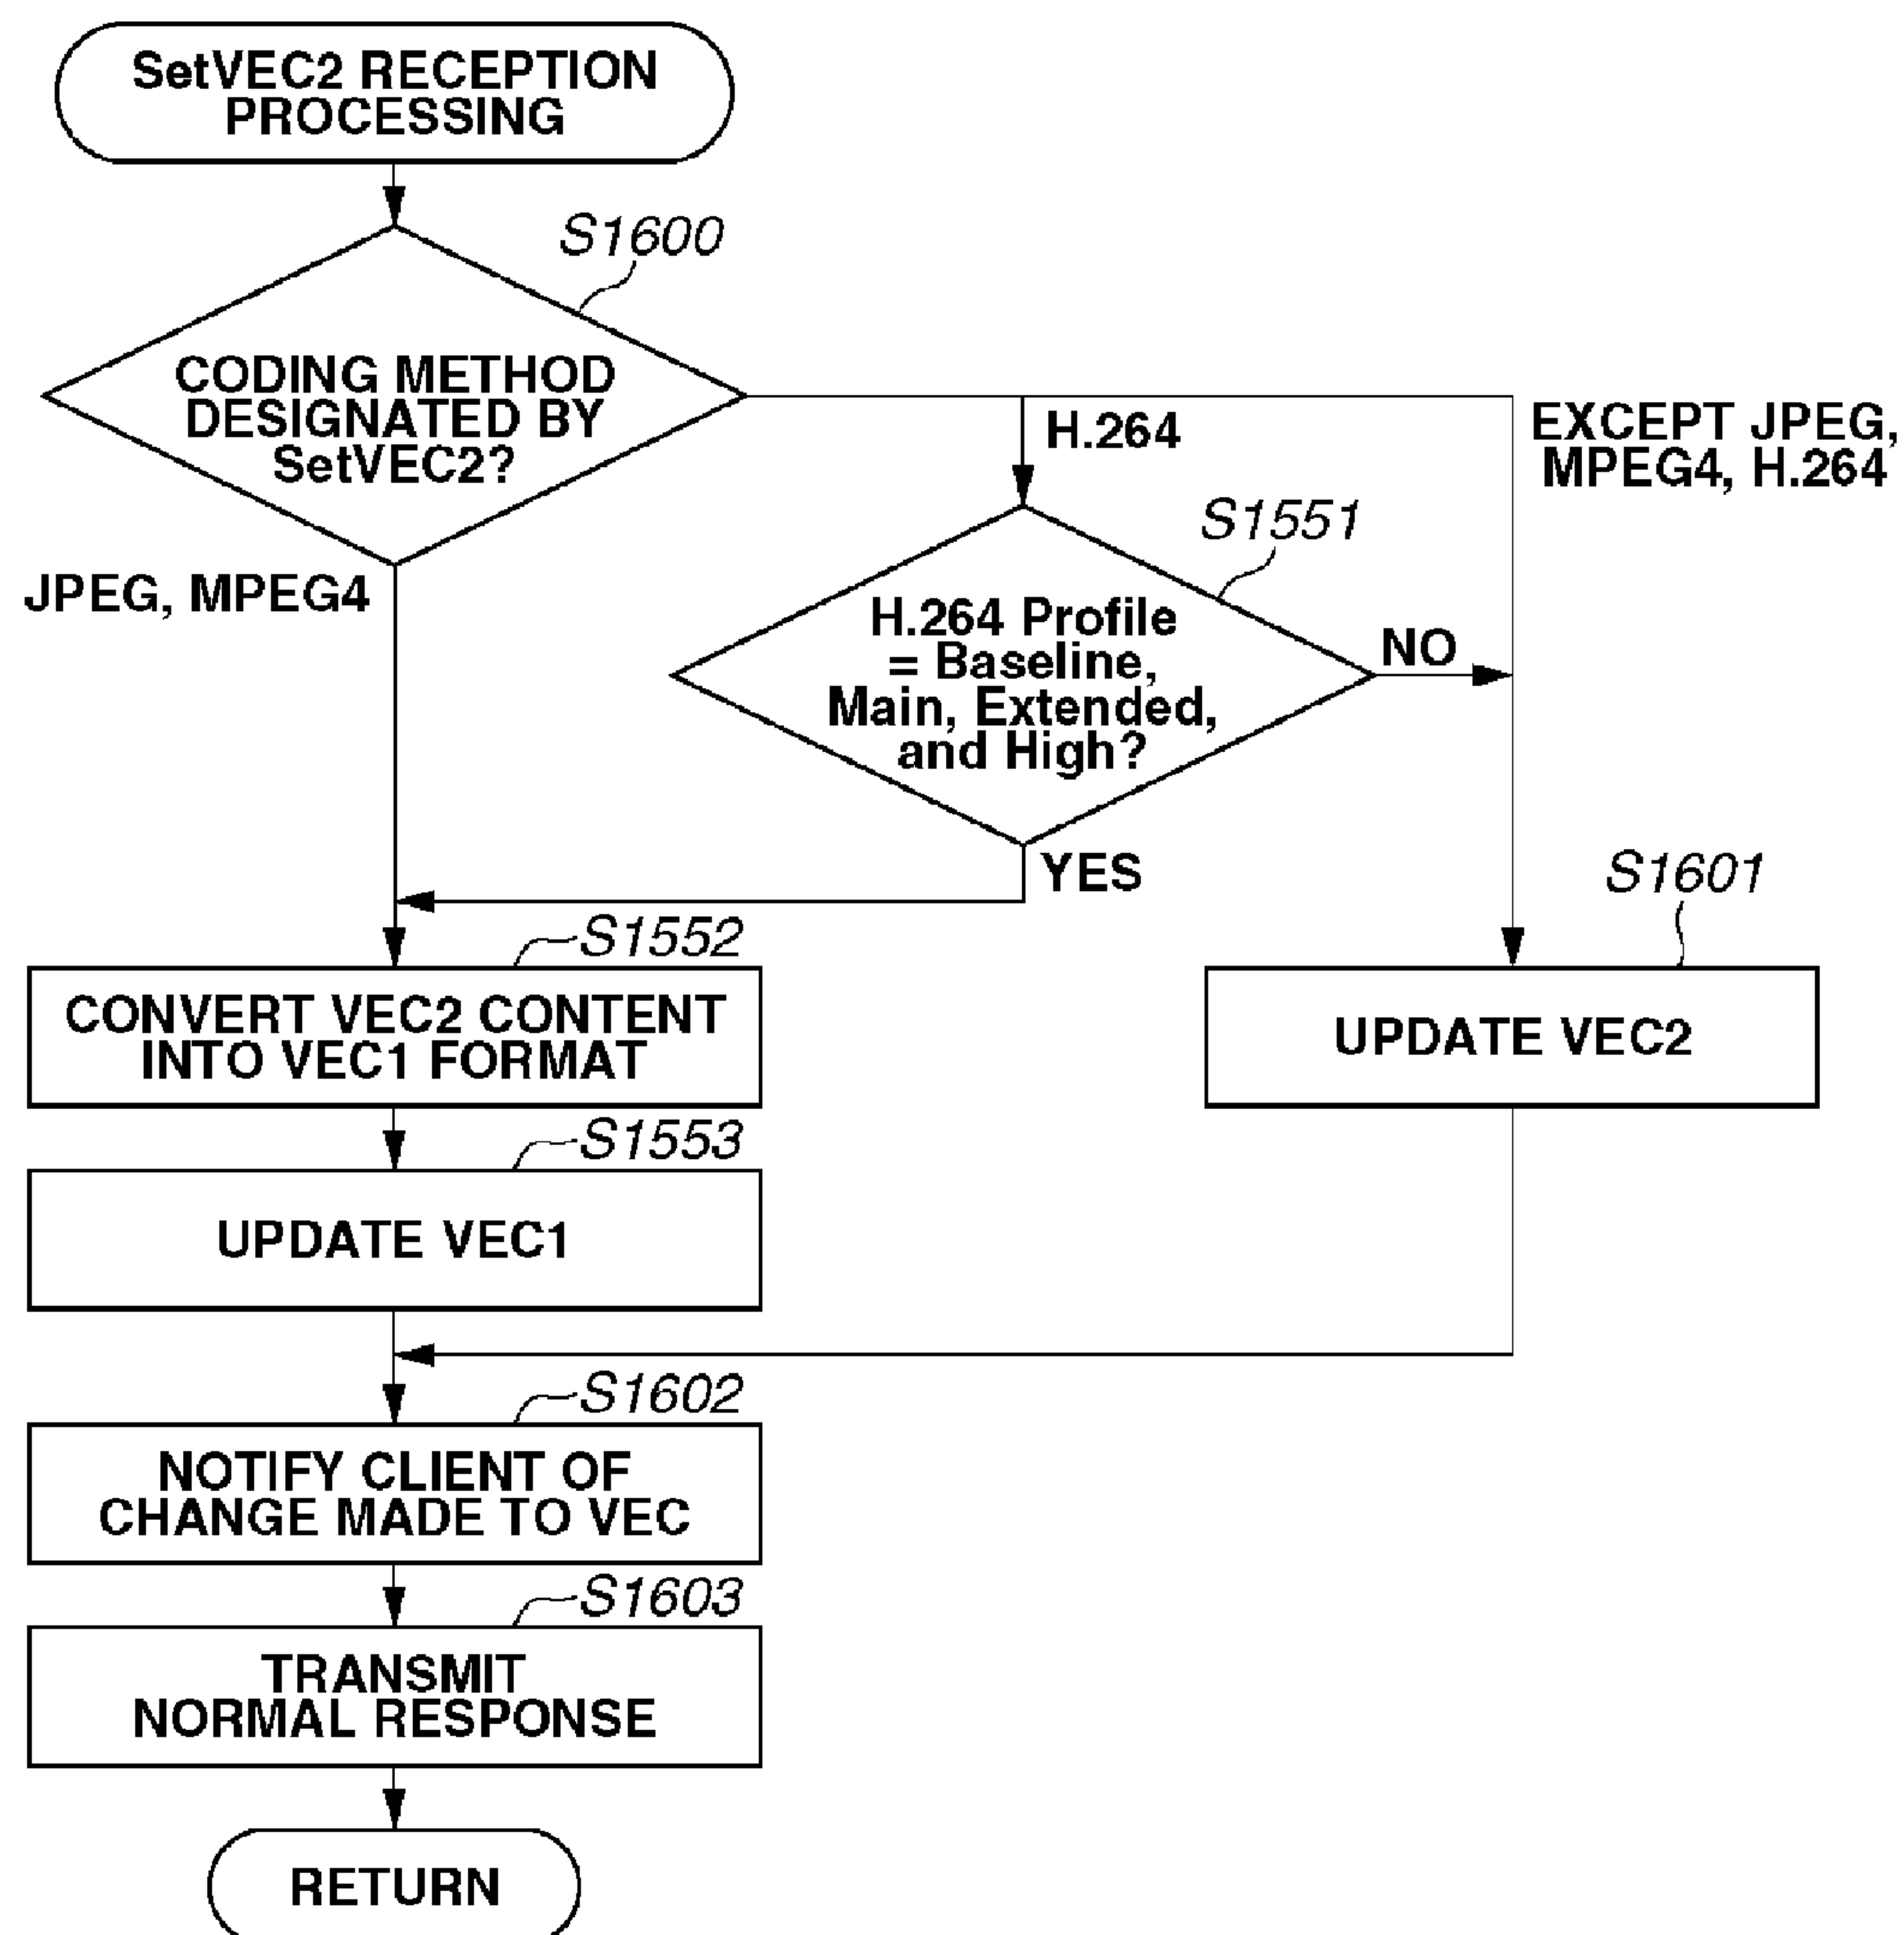 SetVEC2 RECEPTION
PROCESSING
S1600
CODING METHOD
DESIGNATED BY
SetVEC2?
H.264
EXCEPT JPEG,
MPEG4, H.264
JPEG, MPEG4
S1551
H.264 Profile
= Baseline,
Main, Extended,
and High?
NO
YES
S1601
S1552
CONVERT VEC2 CONTENT
INTO VEC1 FORMAT
UPDATE VEC2
S1553
UPDATE VEC1
S1602
NOTIFY CLIENT OF
CHANGE MADE TO VEC
S1603
TRANSMIT
NORMAL RESPONSE
RETURN